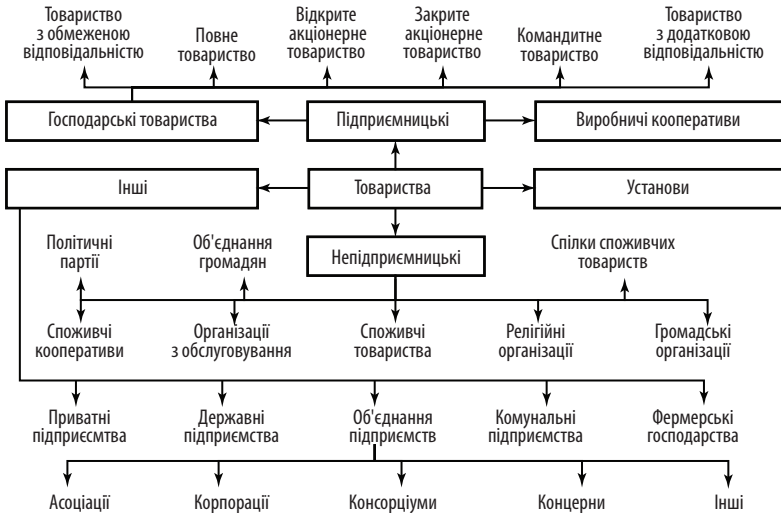 Товариство
з обмеженою
відповідальністю
Повне
товариство
Відкрите
акціонерне
товариство
Закрите
акціонерне
товариство
Командитне
товариство
Товариство
з додатковою
відповідальністю
Господарські товариства
Підприємницькі
Виробничі кооперативи
Інші
Товариства
Установи
Непідприємницькі
Політичні
партії
Об'єднання
громадян
Спілки споживчих
товариств
Споживчі
кооперативи
Організації
з обслуговування
Споживчі
товариства
Релігійні
організації
Громадські
організації
Приватні
підприєсмтва
Державні
підприємства
Об'єднання
підприємств
Комунальні
підприємства
Фермерські
господарства
Асоціації
Корпорації
Консорціуми
Концерни
Інші